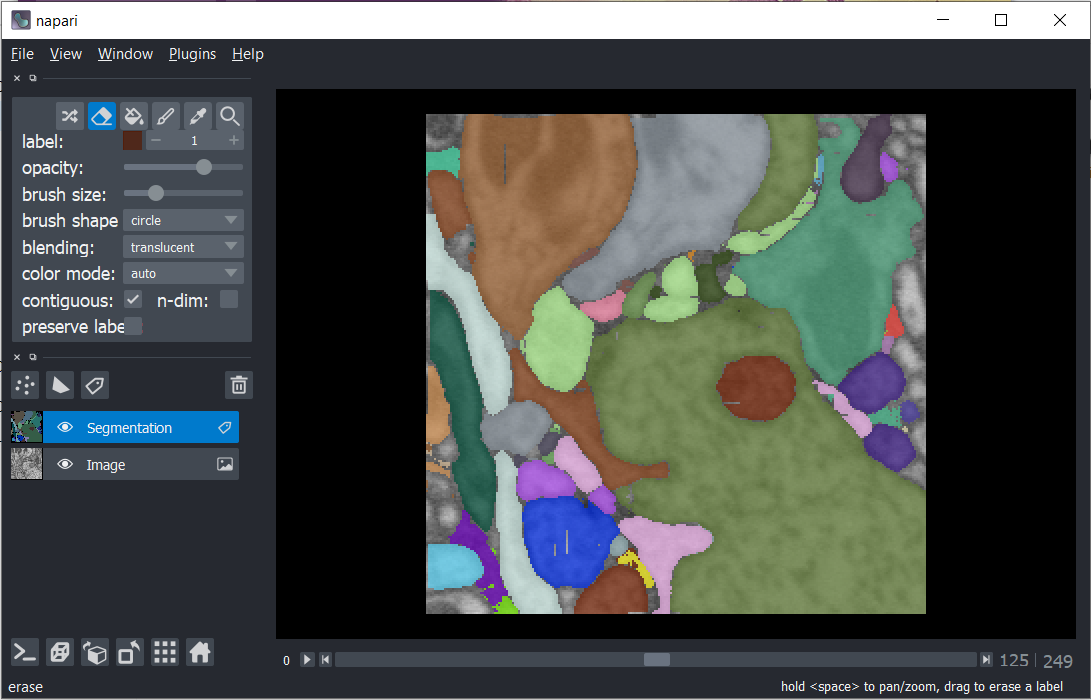 napari
File View Window Plugins Help
label: 1
opacity:
brush size:
brush shape circle
blending: translucent
color mode: auto
contiguous: n-dim:
preserve labe
Segmentation
Image
0 125 249
erase hold <space> to pan/zoom, drag to erase a label